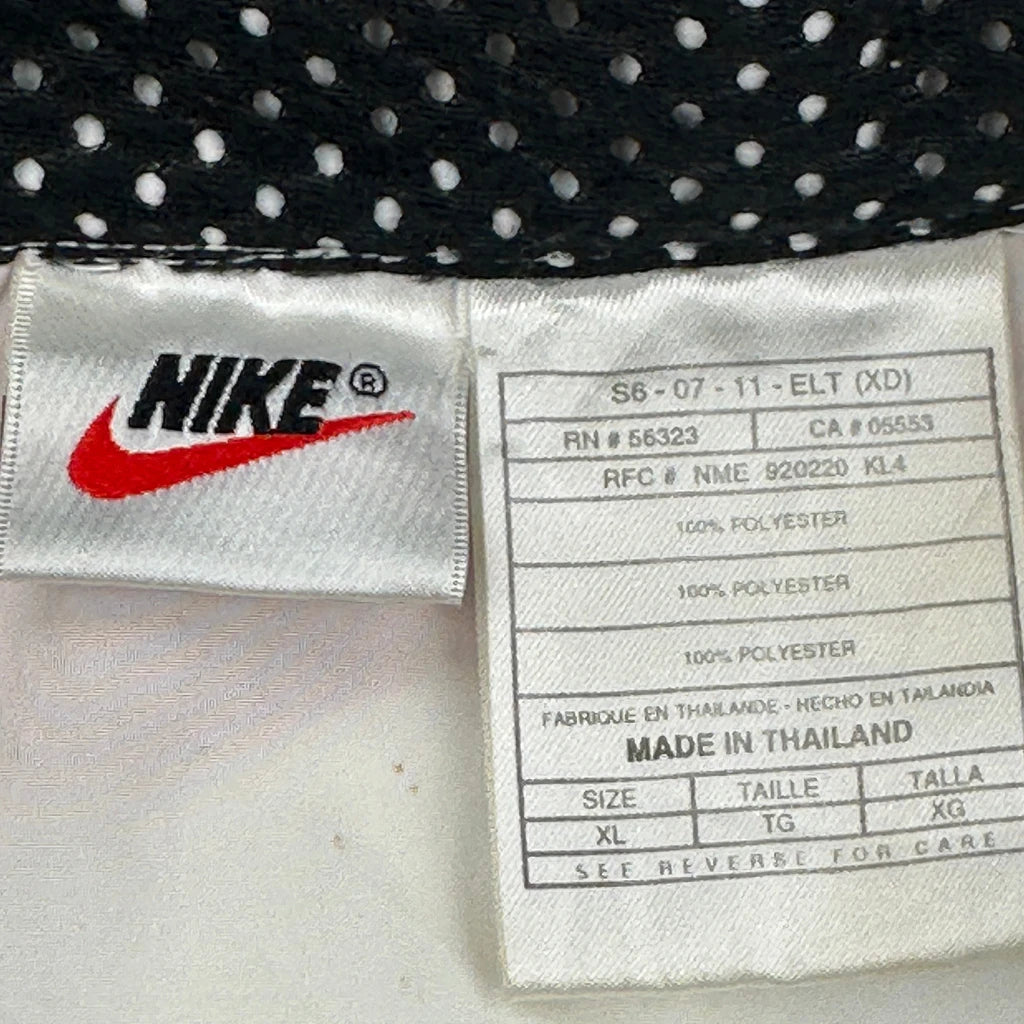 NIKE®
S6 - 07 - 11 - ELT (XD)
RN # 56323 CA # 05553
RFC # NME 920220 KL4
100% POLYESTER
100% POLYESTER
100% POLYESTER
FABRIQUE EN THAILANDE - HECHO EN TAILANDIA
MADE IN THAILAND
SIZE TAILLE TALLA
XL TG XG
SEE REVERSE FOR CARE